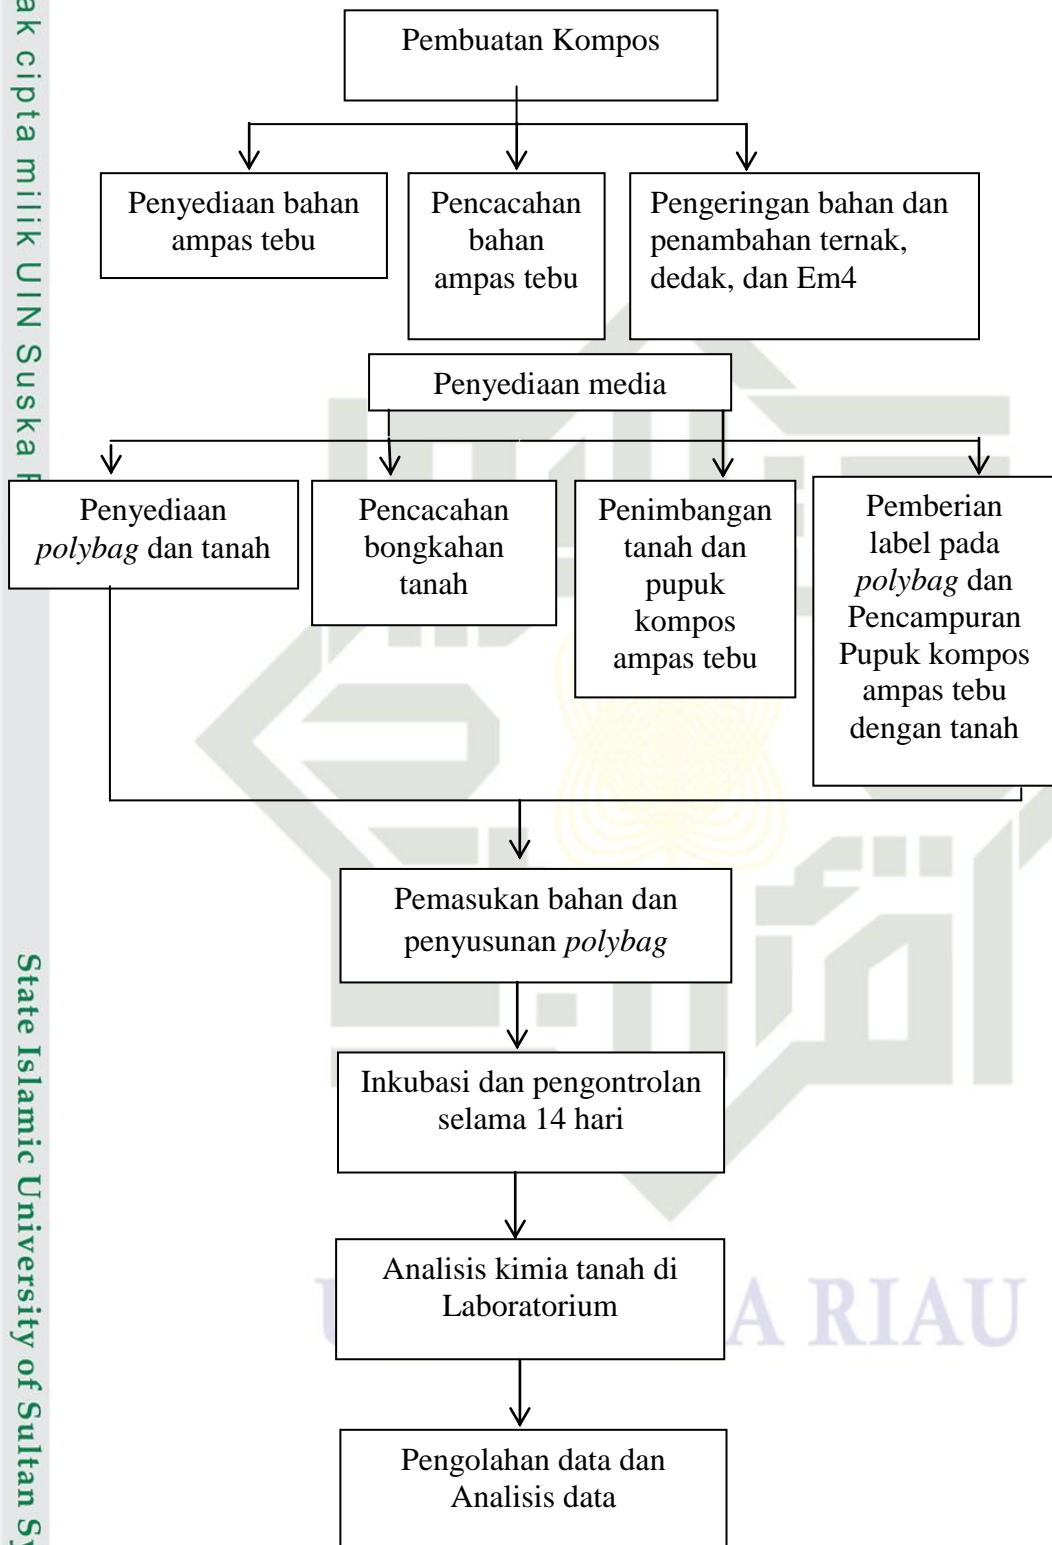 Pembuatan Kompos
Penyediaan bahan
ampas tebu
Pencacahan
bahan
ampas tebu
Pengeringan bahan dan
penambahan ternak,
dedak, dan Em4
Penyediaan media
Penyediaan
polybag dan tanah
Pencacahan
bongkahan
tanah
Penimbangan
tanah dan
pupuk
kompos
ampas tebu
Pemberian
label pada
polybag dan
Pencampuran
Pupuk kompos
ampas tebu
dengan tanah
Pemasukan bahan dan
penyusunan polybag
Inkubasi dan pengontrolan
selama 14 hari
Analisis kimia tanah di
Laboratorium
Pengolahan data dan
Analisis data
cipta milik UIN Suska
State Islamic University of Sultan
RIAU